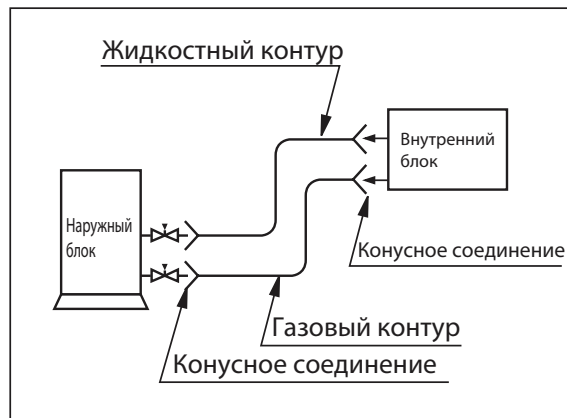 Жидкостный контур
Внутренний
блок
Наружный
блок
Конусное соединение
Газовый контур
Конусное соединение